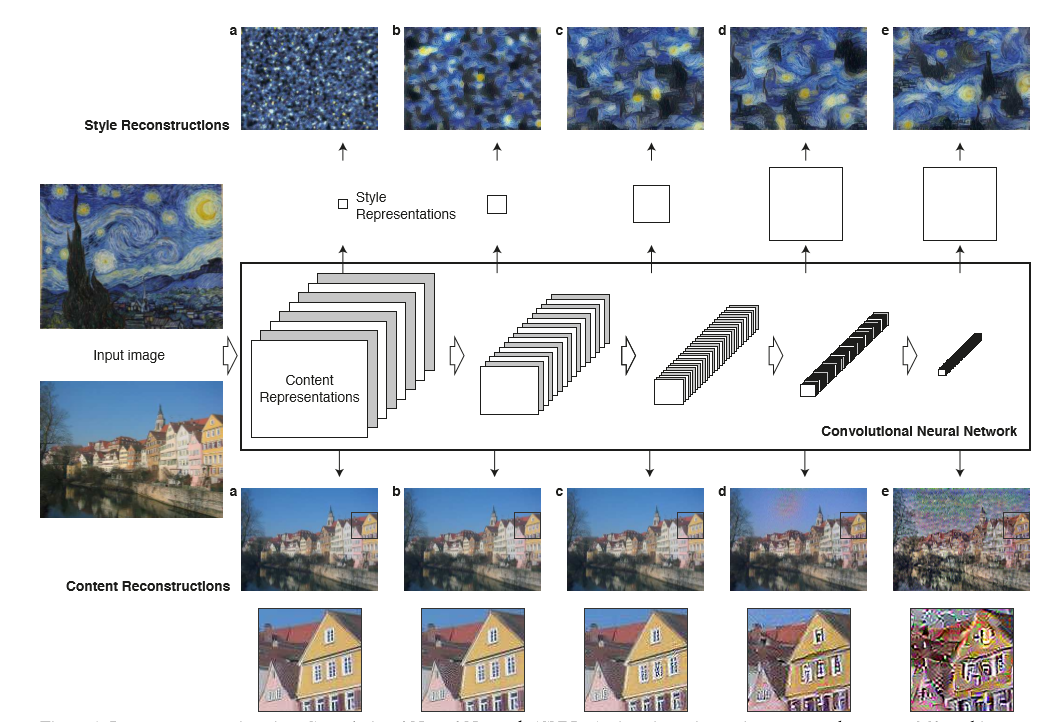 a b c d e
Style Reconstructions
Style
Representations
Input image
Content
Representations
Convolutional Neural Network
a b c d e
Content Reconstructions